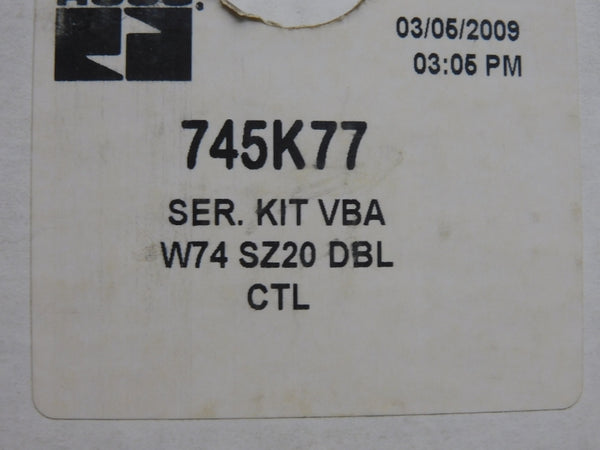 03/05/2009
03:05 PM
745K77
SER. KIT VBA
W74 SZ20 DBL
CTL